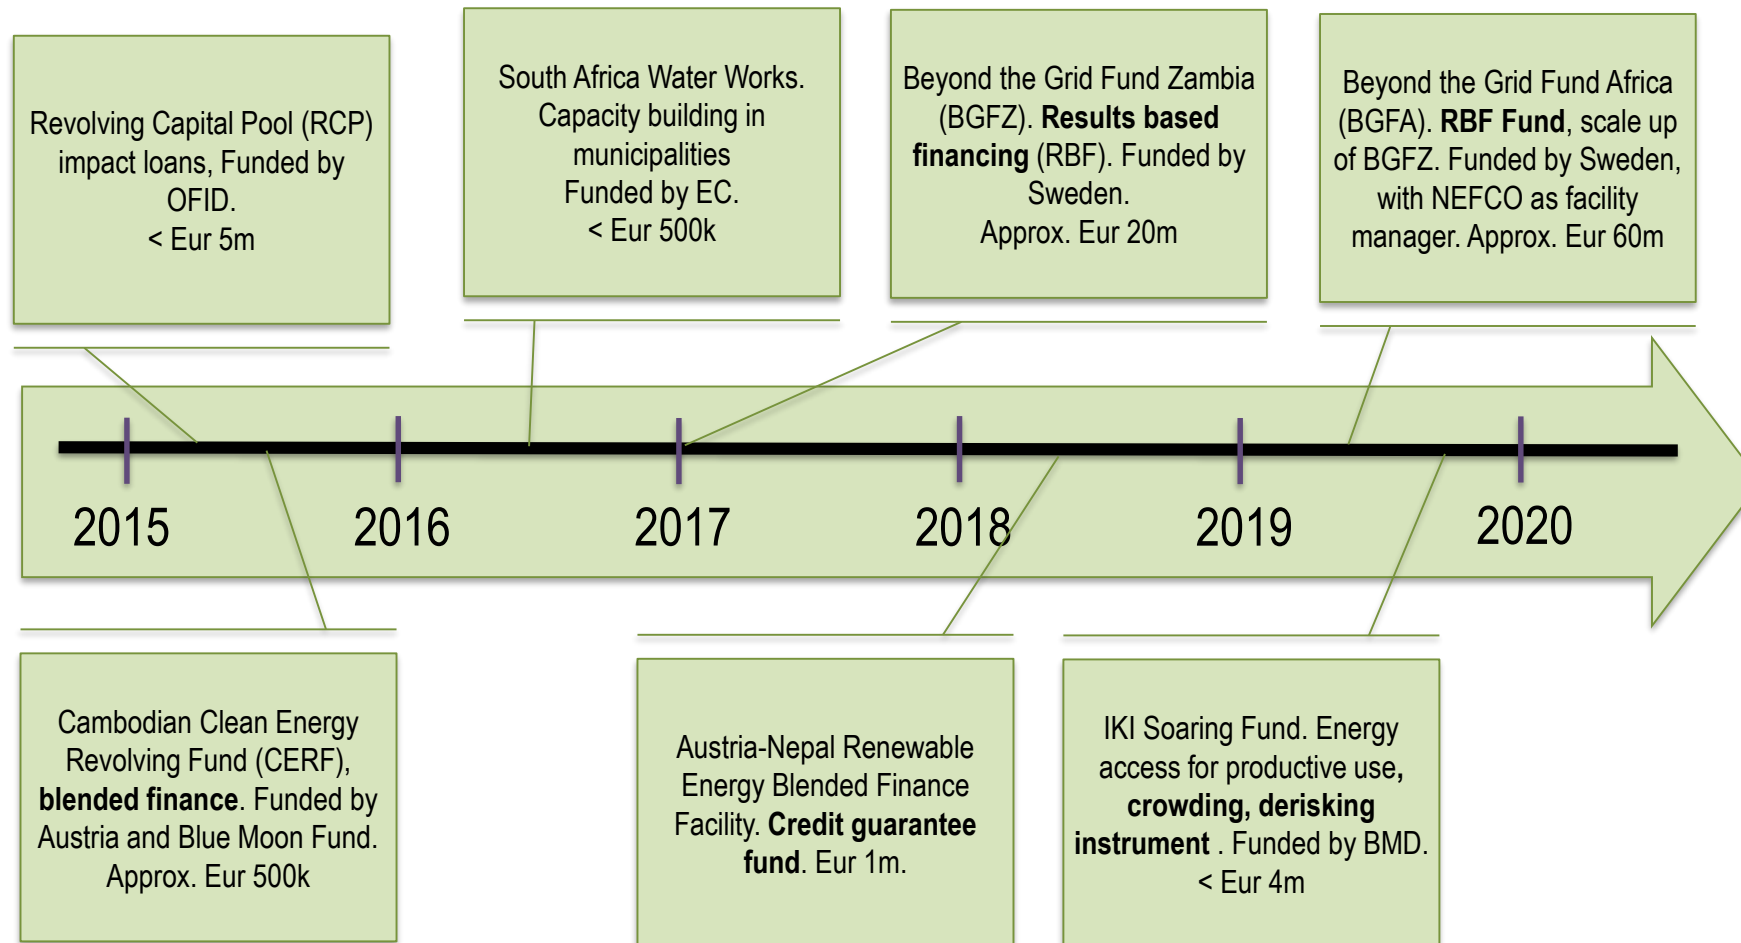 Revolving Capital Pool (RCP)
impact loans, Funded by
OFID.
< Eur 5m
South Africa Water Works.
Capacity building in
municipalities
Funded by EC.
< Eur 500k
Beyond the Grid Fund Zambia
(BGFZ). Results based
financing (RBF). Funded by
Sweden.
Approx. Eur 20m
Beyond the Grid Fund Africa
(BGFA). RBF Fund, scale up
of BGFZ. Funded by Sweden,
with NEFCO as facility
manager. Approx. Eur 60m
2015
2016
2017
2018
2019
2020
Cambodian Clean Energy
Revolving Fund (CERF),
blended finance. Funded by
Austria and Blue Moon Fund.
Approx. Eur 500k
Austria-Nepal Renewable
Energy Blended Finance
Facility. Credit guarantee
fund. Eur 1m.
IKI Soaring Fund. Energy
access for productive use,
crowding, derisking
instrument . Funded by BMD.
< Eur 4m